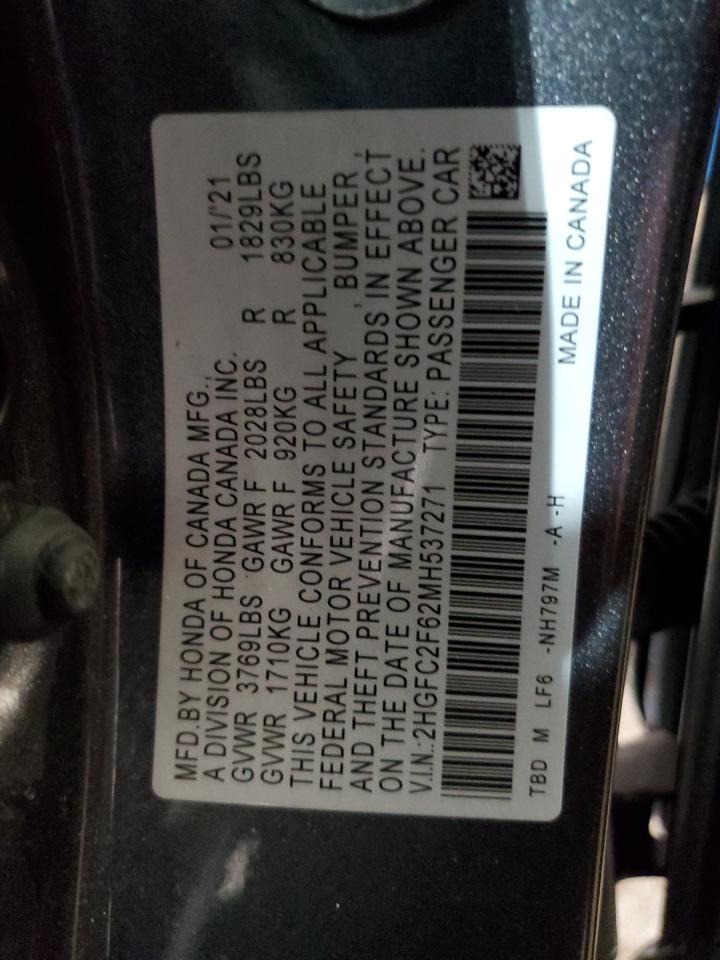 MFD. BY HONDA OF CANADA MFG.,
A DIVISION OF HONDA CANADA INC. 01/'21
GVWR 3769LBS GAWR F 2028LBS R 1829LBS
GVWR 1710KG GAWR F 920KG R 830KG
THIS VEHICLE CONFORMS TO ALL APPLICABLE
FEDERAL MOTOR VEHICLE SAFETY , BUMPER ,
AND THEFT PREVENTION STANDARDS IN EFFECT
ON THE DATE OF MANUFACTURE SHOWN ABOVE.
V.I.N.:2HGFC2F62MH537271 TYPE: PASSENGER CAR
TBD M LF6 -NH797M -A -H MADE IN CANADA